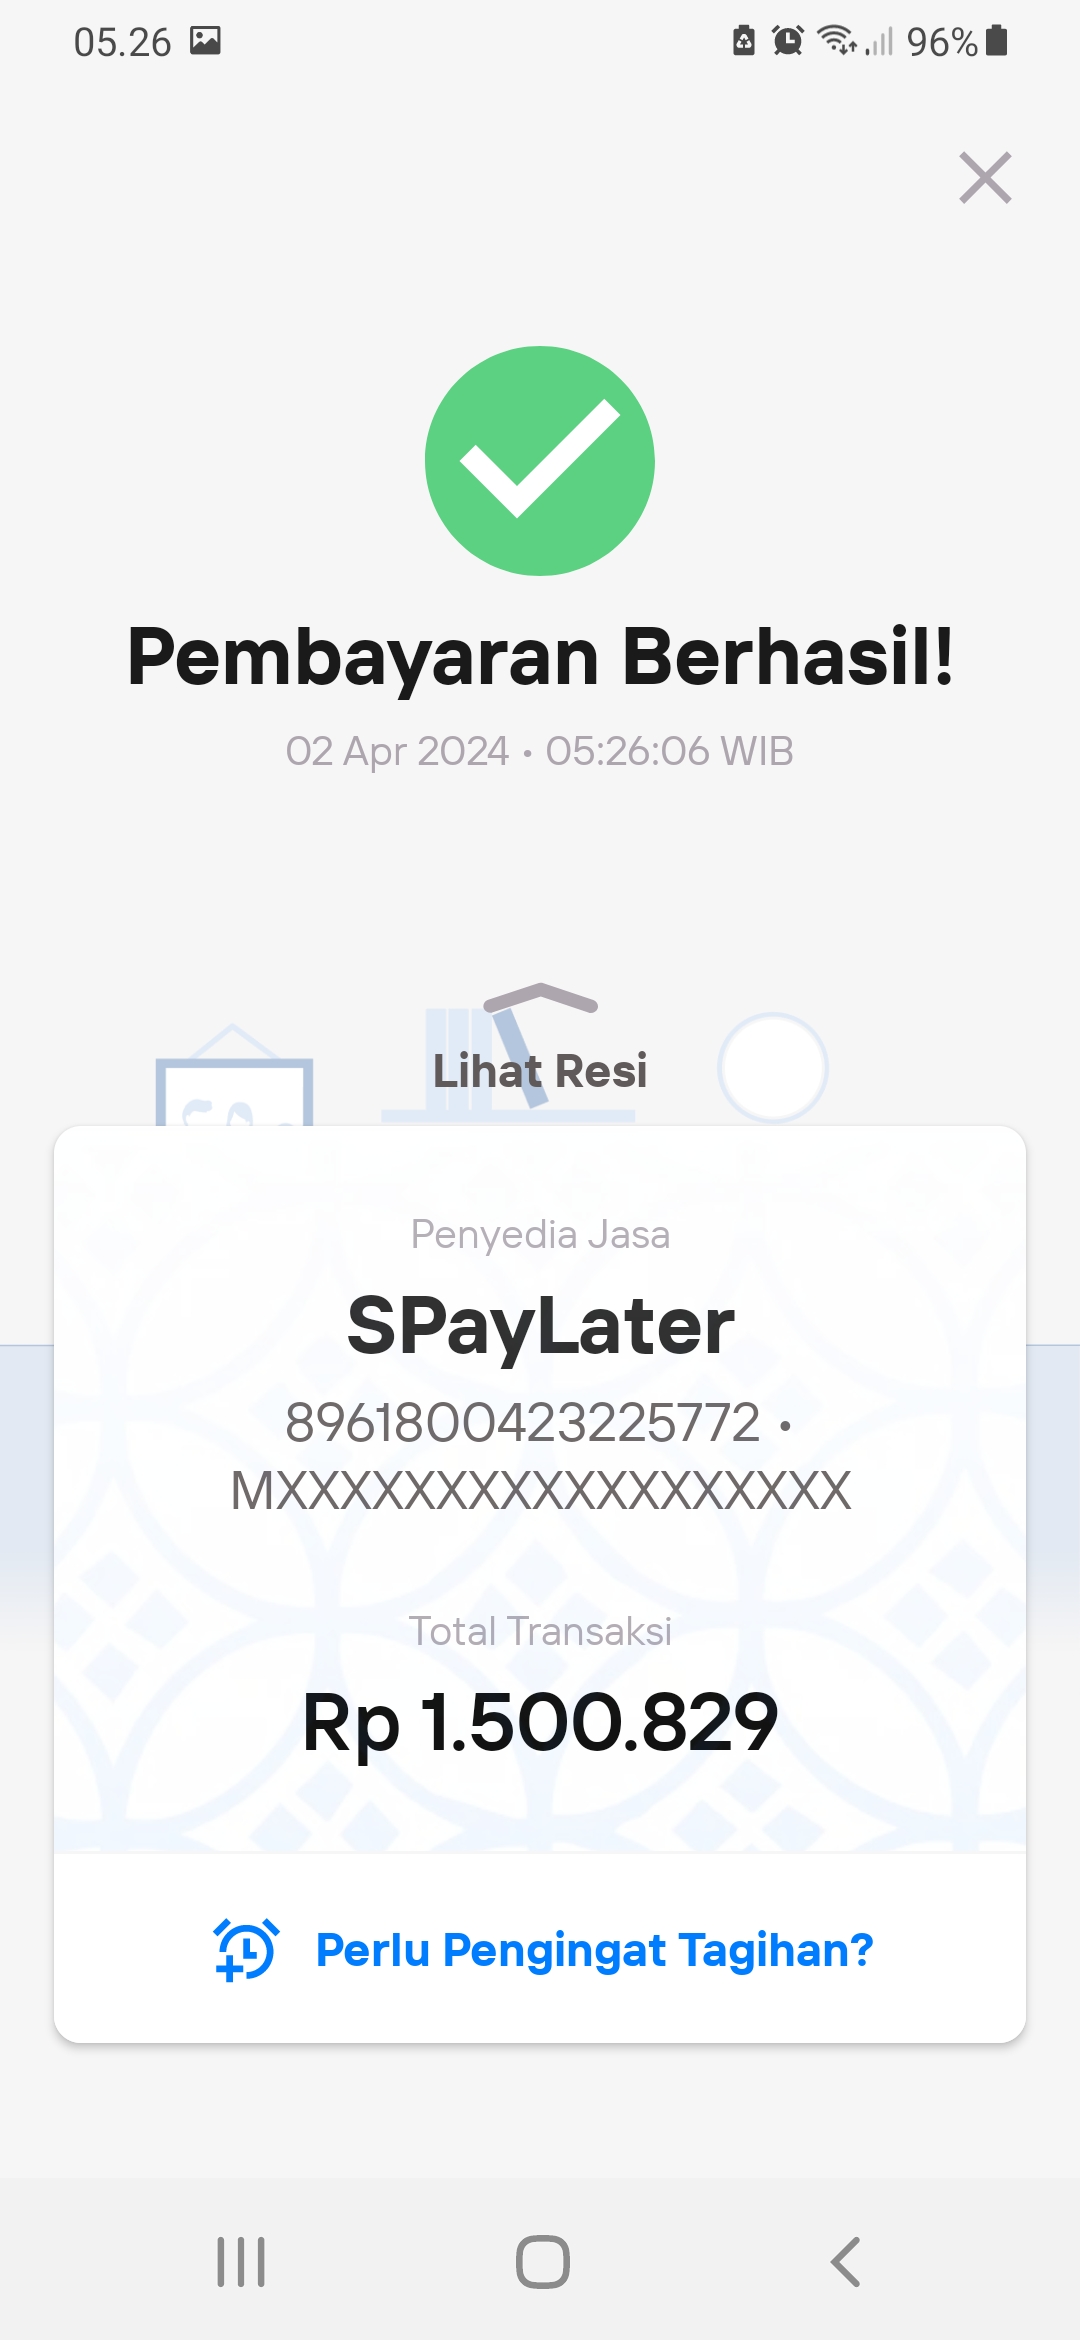 05.26
96%
Pembayaran Berhasil!
02 Apr 2024 • 05:26:06 WIB
Lihat Resi
Penyedia Jasa
SPayLater
8961800423225772 •
MXXXXXXXXXXXXXXXXXX
Total Transaksi
Rp 1.500.829
Perlu Pengingat Tagihan?